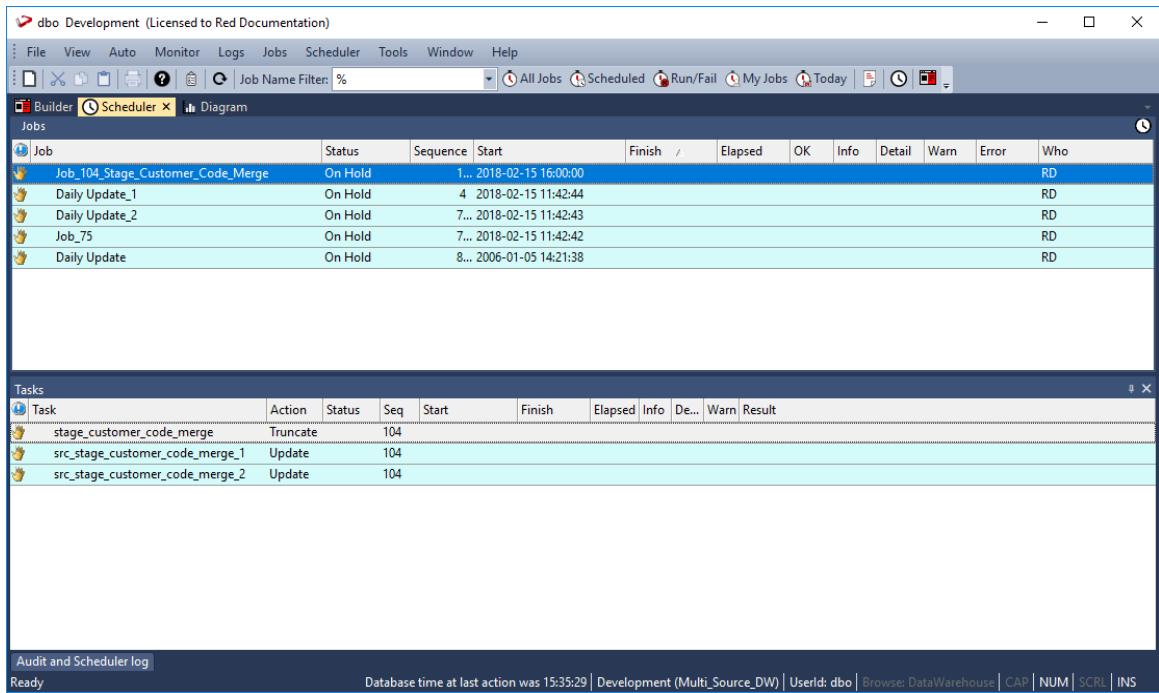 dbo Development (Licensed to Red Documentation)
File View Auto Monitor Logs Jobs Scheduler Tools Window Help
Job Name Filter: % All Jobs Scheduled Run/Fail My Jobs Today
Builder Scheduler Diagram
Jobs
Job Status Sequence Start Finish Elapsed OK Info Detail Warn Error Who
Job_104_Stage_Customer_Code_Merge On Hold 1... 2018-02-15 16:00:00 RD
Daily Update_1 On Hold 4 2018-02-15 11:42:44 RD
Daily Update_2 On Hold 7... 2018-02-15 11:42:43 RD
Job_75 On Hold 7... 2018-02-15 11:42:42 RD
Daily Update On Hold 8... 2006-01-05 14:21:38 RD
Tasks
Task Action Status Seq Start Finish Elapsed Info De... Warn Result
stage_customer_code_merge Truncate 104
src_stage_customer_code_merge_1 Update 104
src_stage_customer_code_merge_2 Update 104
Audit and Scheduler log
Ready Database time at last action was 15:35:29 Development (Multi_Source_DW) UserId: dbo Browse: DataWarehouse CAP NUM SCRL INS